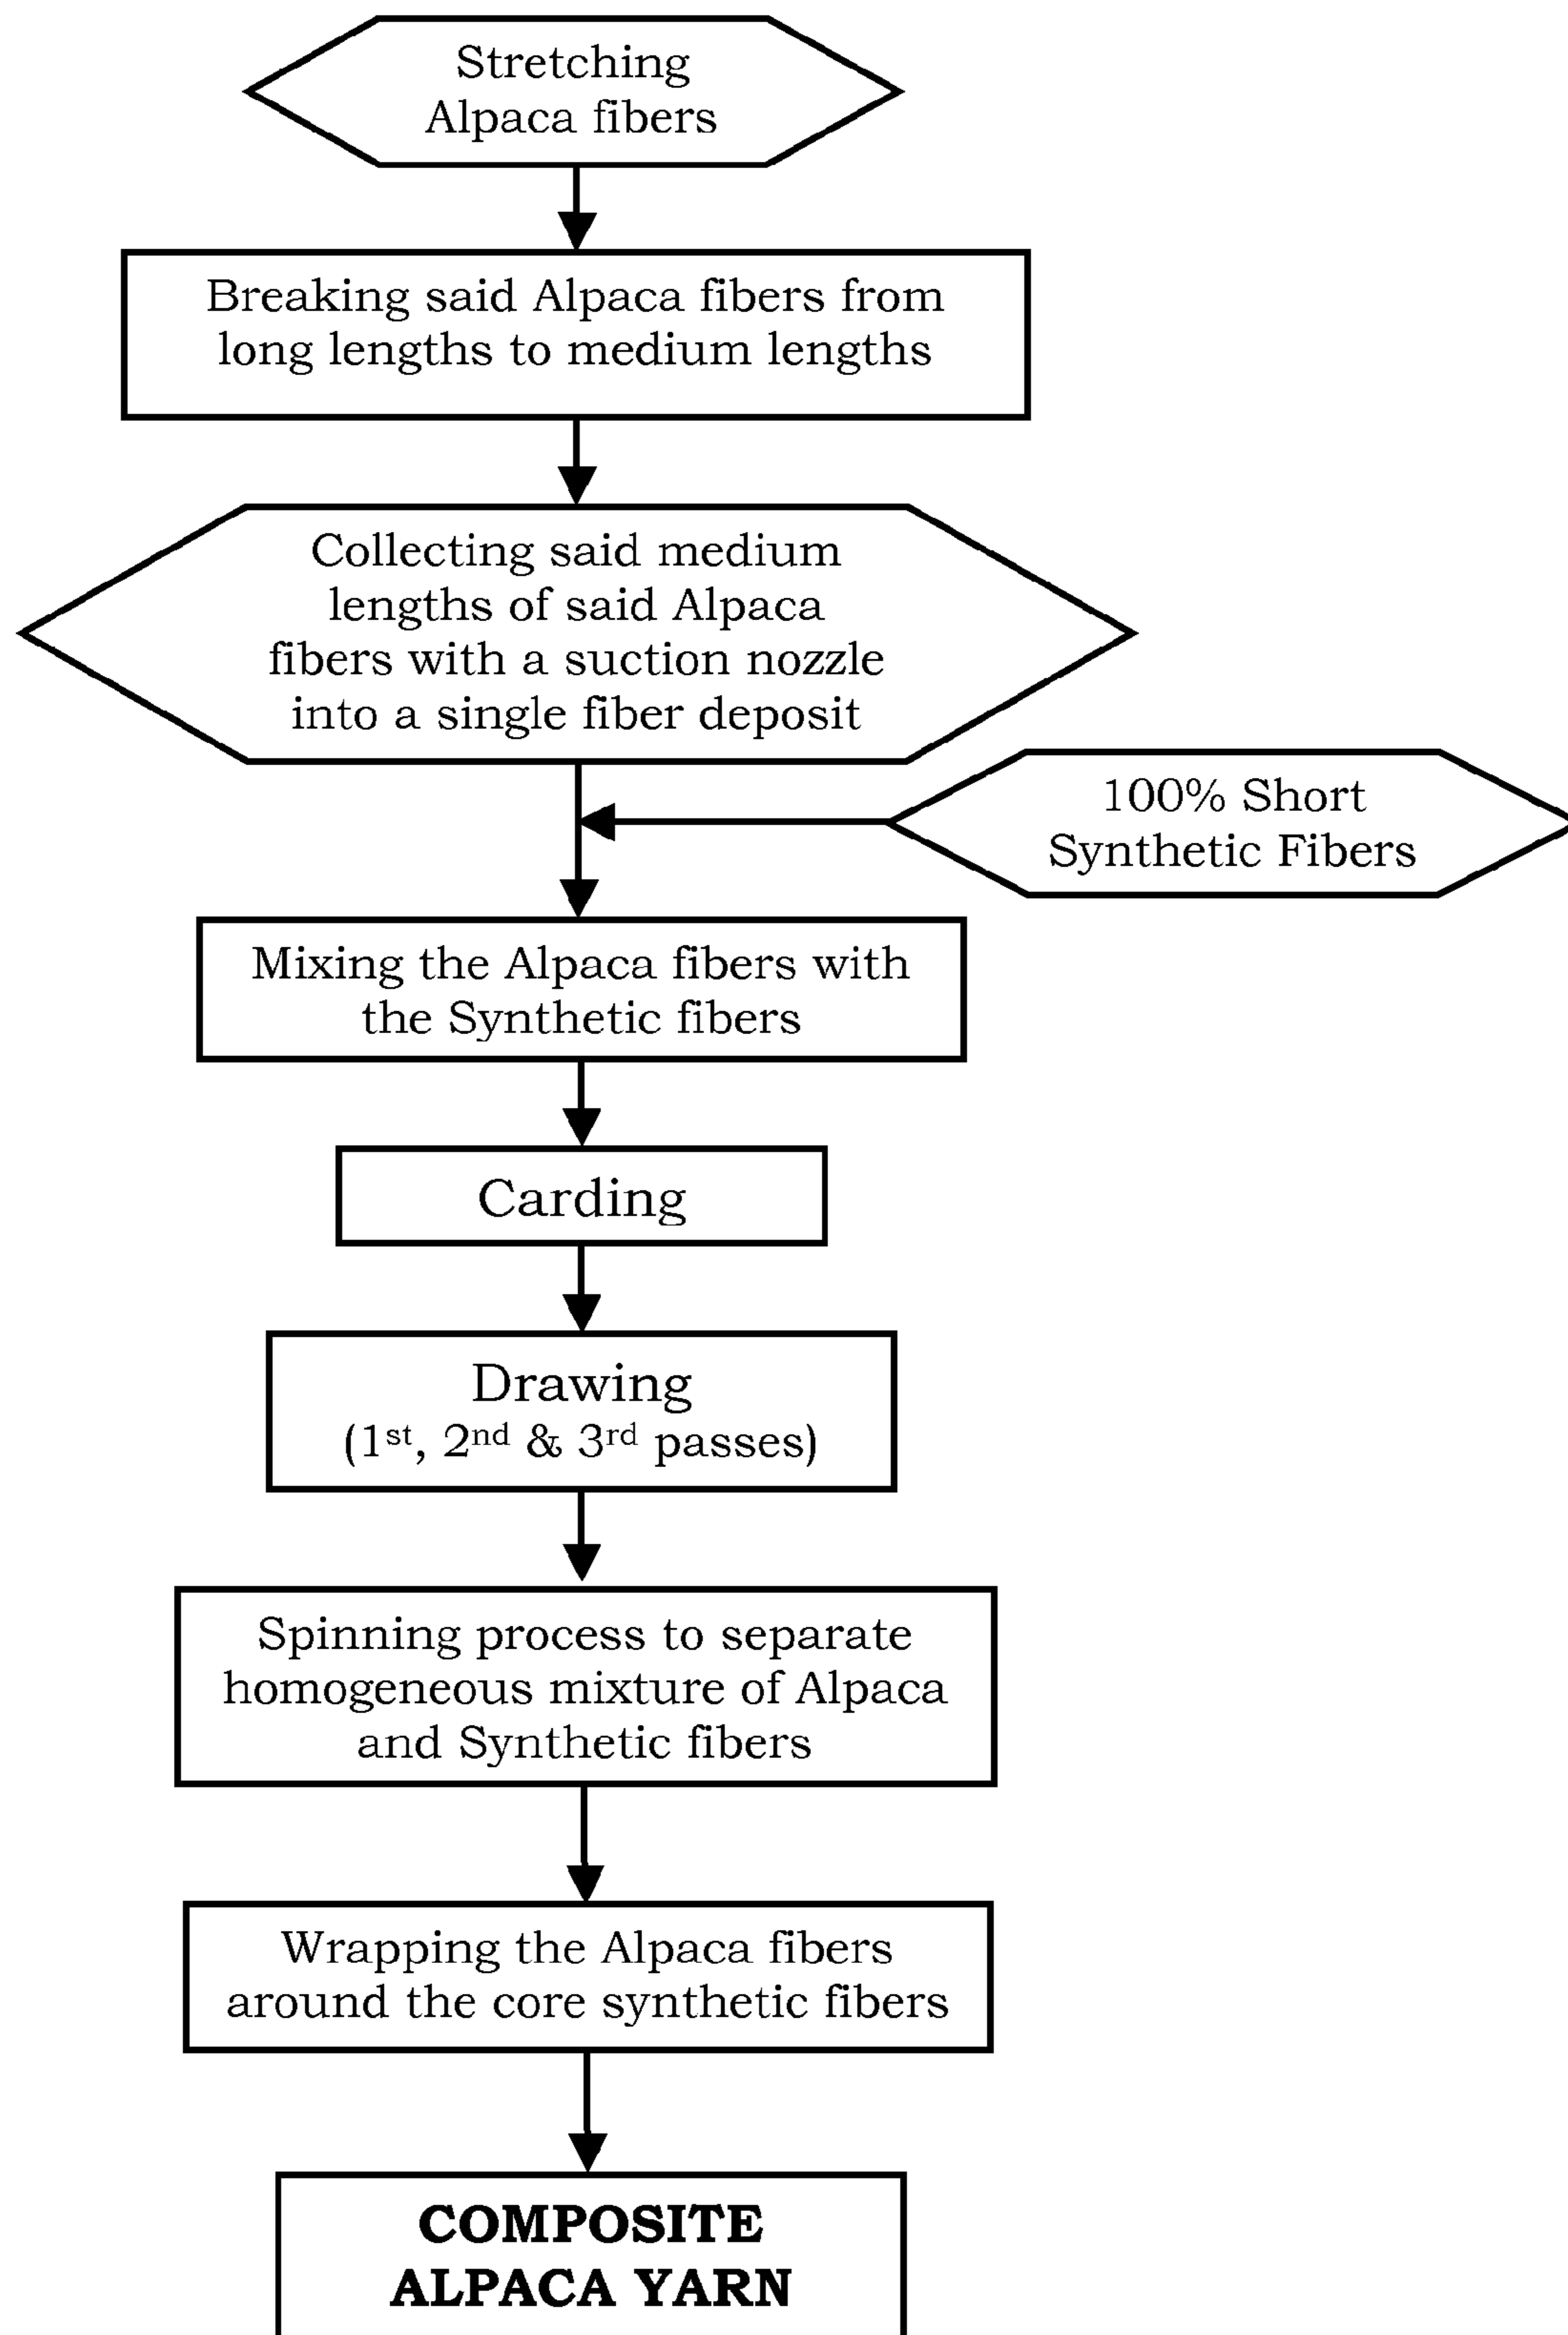 Stretching
Alpaca fibers
Breaking said Alpaca fibers from
long lengths to medium lengths
Collecting said medium
lengths of said Alpaca
fibers with a suction nozzle
into a single fiber deposit
100% Short
Synthetic Fibers
Mixing the Alpaca fibers with
the Synthetic fibers
Carding
Drawing
(1st, 2nd & 3rd passes)
Spinning process to separate
homogeneous mixture of Alpaca
and Synthetic fibers
Wrapping the Alpaca fibers
around the core synthetic fibers
COMPOSITE
ALPACA YARN